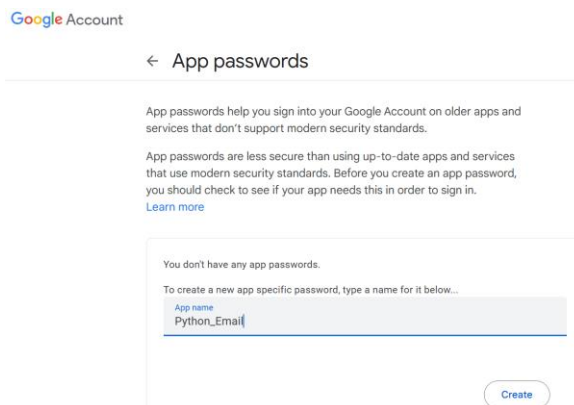 Google Account
← App passwords
App passwords help you sign into your Google Account on older apps and
services that don't support modern security standards.
App passwords are less secure than using up-to-date apps and services
that use modern security standards. Before you create an app password,
you should check to see if your app needs this in order to sign in.
Learn more
You don't have any app passwords.
To create a new app specific password, type a name for it below...
App name
Python_Email
Create